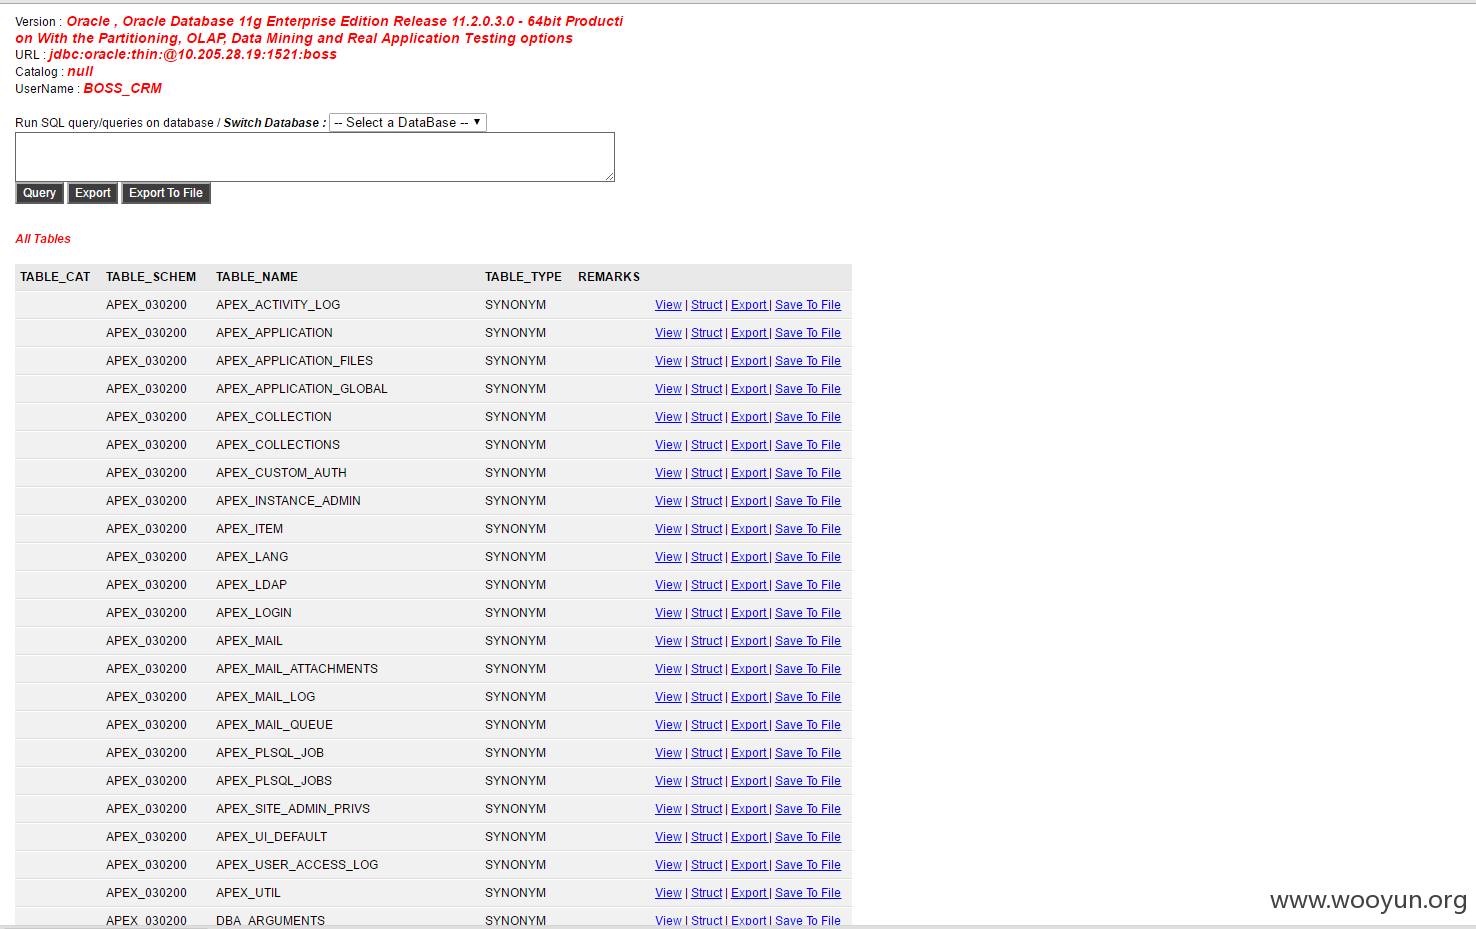 Version : Oracle , Oracle Database 11g Enterprise Edition Release 11.2.0.3.0 - 64bit Producti
on With the Partitioning, OLAP, Data Mining and Real Application Testing options
URL : jdbc:oracle:thin:@10.205.28.19:1521:boss
Catalog : null
UserName : BOSS_CRM
Run SQL query/queries on database / Switch Database : -- Select a DataBase --
Query Export Export To File
All Tables
TABLE_CAT TABLE_SCHEM TABLE_NAME TABLE_TYPE REMARKS
APEX_030200 APEX_ACTIVITY_LOG SYNONYM View | Struct | Export | Save To File
APEX_030200 APEX_APPLICATION SYNONYM View | Struct | Export | Save To File
APEX_030200 APEX_APPLICATION_FILES SYNONYM View | Struct | Export | Save To File
APEX_030200 APEX_APPLICATION_GLOBAL SYNONYM View | Struct | Export | Save To File
APEX_030200 APEX_COLLECTION SYNONYM View | Struct | Export | Save To File
APEX_030200 APEX_COLLECTIONS SYNONYM View | Struct | Export | Save To File
APEX_030200 APEX_CUSTOM_AUTH SYNONYM View | Struct | Export | Save To File
APEX_030200 APEX_INSTANCE_ADMIN SYNONYM View | Struct | Export | Save To File
APEX_030200 APEX_ITEM SYNONYM View | Struct | Export | Save To File
APEX_030200 APEX_LANG SYNONYM View | Struct | Export | Save To File
APEX_030200 APEX_LDAP SYNONYM View | Struct | Export | Save To File
APEX_030200 APEX_LOGIN SYNONYM View | Struct | Export | Save To File
APEX_030200 APEX_MAIL SYNONYM View | Struct | Export | Save To File
APEX_030200 APEX_MAIL_ATTACHMENTS SYNONYM View | Struct | Export | Save To File
APEX_030200 APEX_MAIL_LOG SYNONYM View | Struct | Export | Save To File
APEX_030200 APEX_MAIL_QUEUE SYNONYM View | Struct | Export | Save To File
APEX_030200 APEX_PLSQL_JOB SYNONYM View | Struct | Export | Save To File
APEX_030200 APEX_PLSQL_JOBS SYNONYM View | Struct | Export | Save To File
APEX_030200 APEX_SITE_ADMIN_PRIVS SYNONYM View | Struct | Export | Save To File
APEX_030200 APEX_UI_DEFAULT SYNONYM View | Struct | Export | Save To File
APEX_030200 APEX_USER_ACCESS_LOG SYNONYM View | Struct | Export | Save To File
APEX_030200 APEX_UTIL SYNONYM View | Struct | Export | Save To File
APEX_030200 DBA_ARGUMENTS SYNONYM View | Struct | Export | Save To File
www.wooyun.org